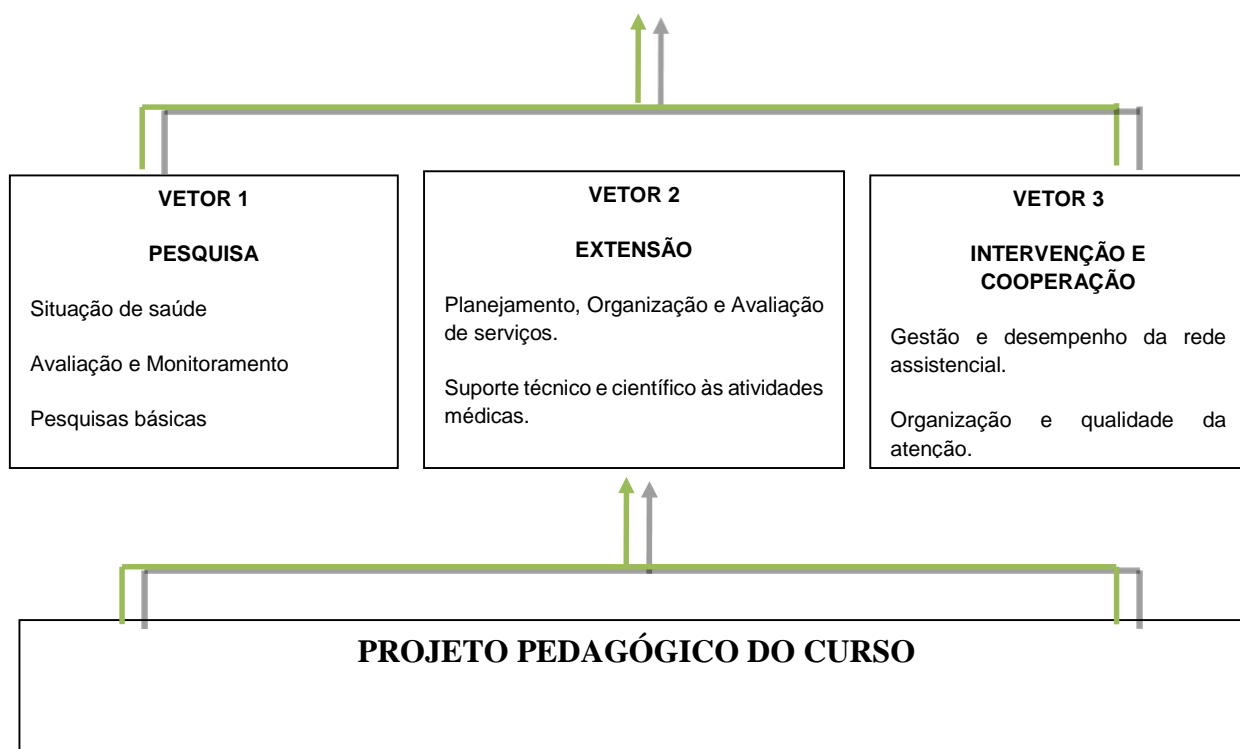 VETOR 1
PESQUISA
Situação de saúde
Avaliação e Monitoramento
Pesquisas básicas
VETOR 2
EXTENSÃO
Planejamento, Organização e Avaliação
de serviços.
Suporte técnico e científico às atividades
médicas.
VETOR 3
INTERVENÇÃO E
COOPERAÇÃO
Gestão e desempenho da rede
assistencial.
Organização e qualidade da
atenção.
PROJETO PEDAGÓGICO DO CURSO